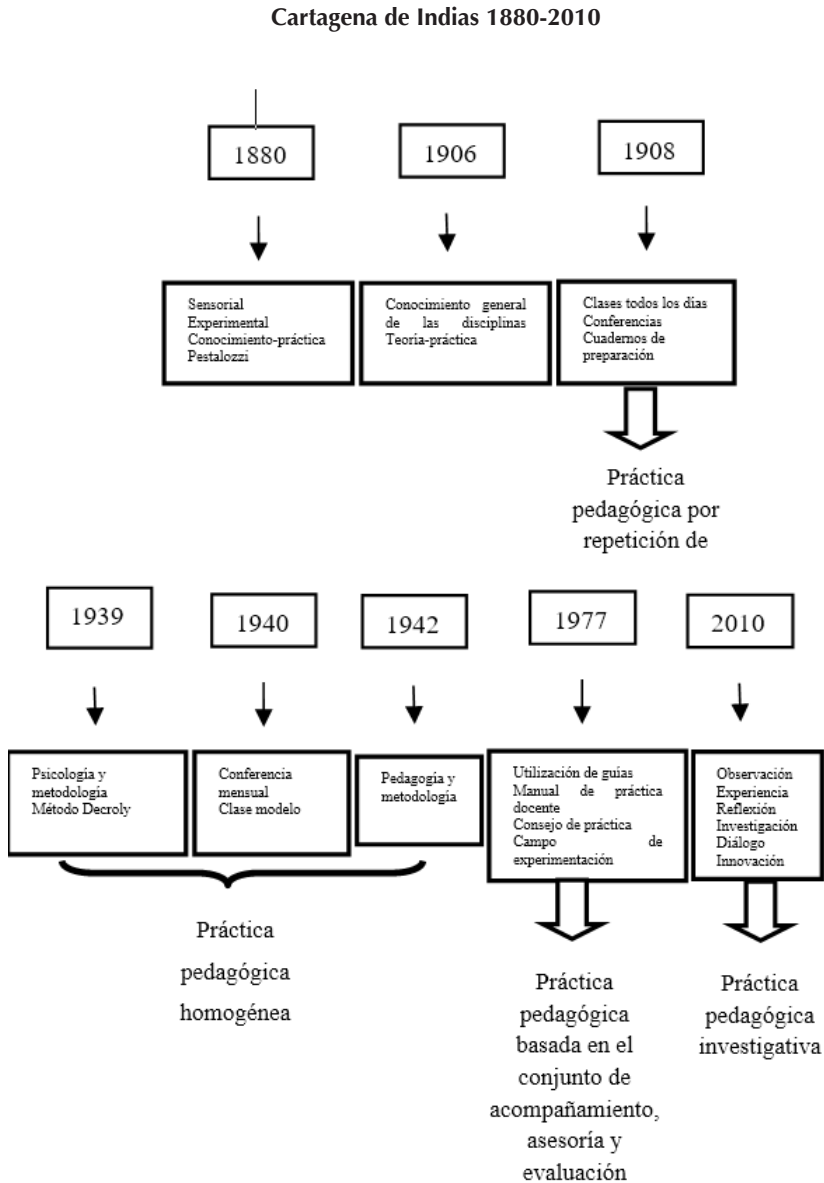 Cartagena de Indias 1880-2010
1880
1906
1908
Sensorial
Experimental
Conocimiento-práctica
Pestalozzi
Conocimiento general
de las disciplinas
Teoría-práctica
Clases todos los días
Conferencias
Cuadernos de
preparación
Práctica
pedagógica por
repetición de
1939
1940
1942
1977
2010
Psicología y
metodología
Método Decroly
Conferencia
mensual
Clase modelo
Pedagogía y
metodología
Utilización de guías
Manual de práctica
docente
Consejo de práctica
Campo de
experimentación
Observación
Experiencia
Reflexión
Investigación
Diálogo
Innovación
Práctica
pedagógica
homogénea
Práctica
pedagógica
basada en el
conjunto de
acompañamiento,
asesoría y
evaluación
Práctica
pedagógica
investigativa